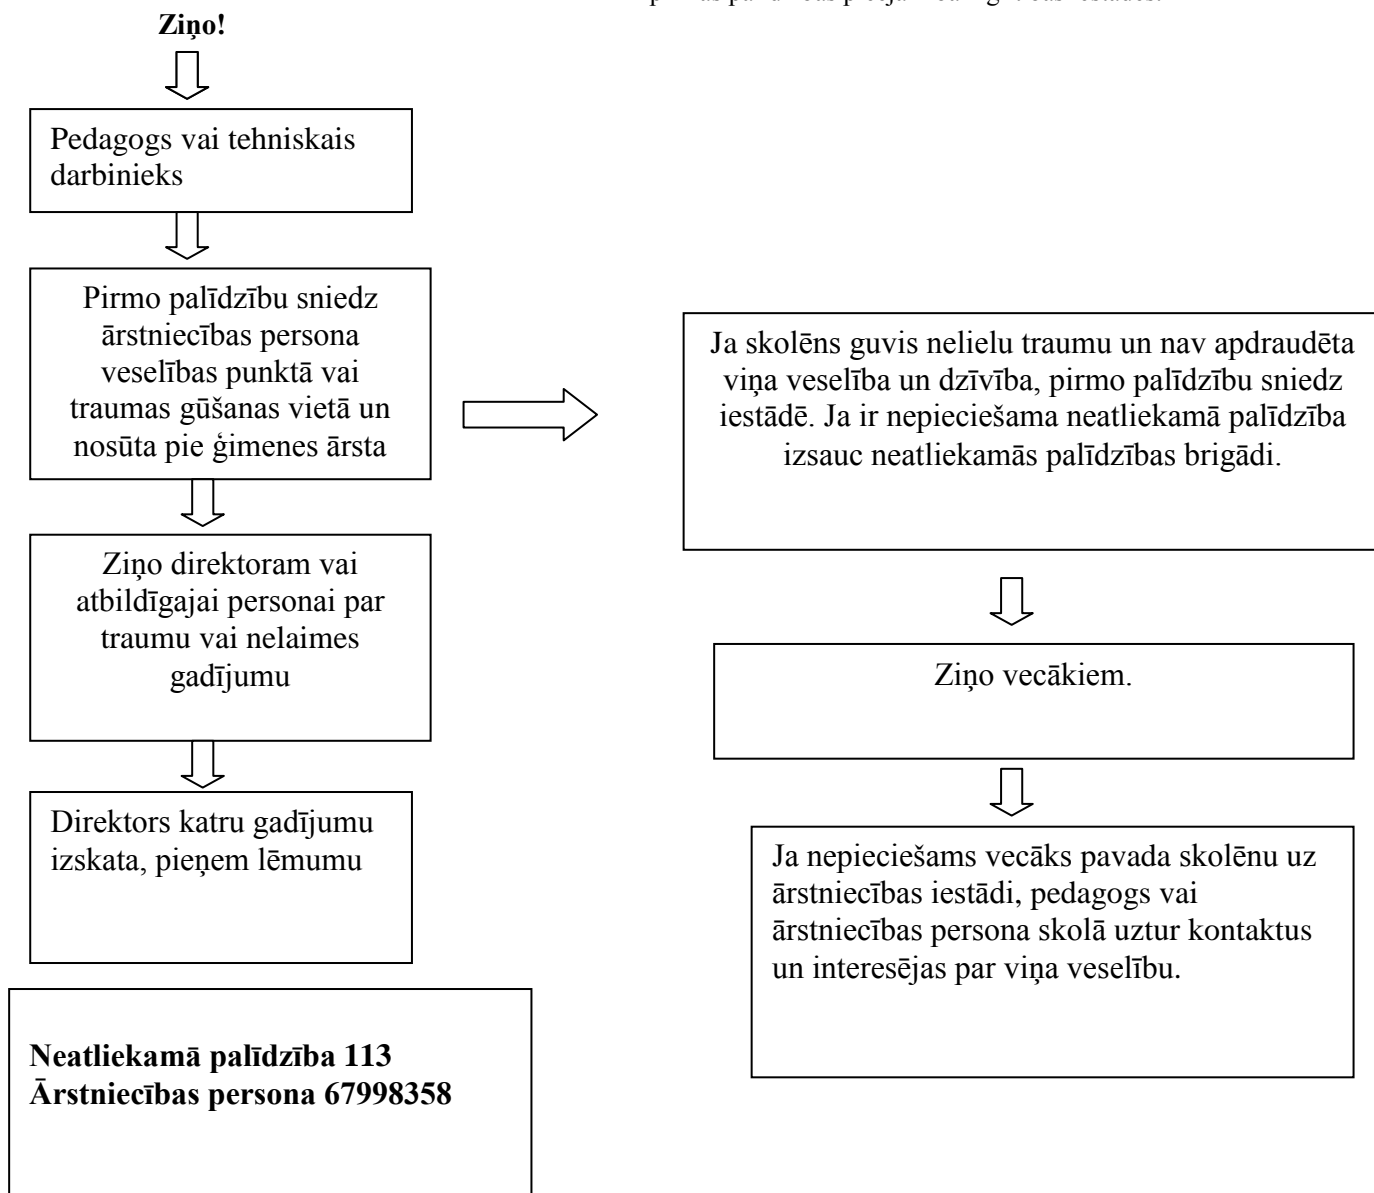 Ziņo!
Pedagogs vai tehniskais
darbinieks
Pirmo palīdzību sniedz
ārstniecības persona
veselības punktā vai
traumas gūšanas vietā un
nosūta pie ģimenes ārsta
Ziņo direktoram vai
atbildīgajai personai par
traumu vai nelaimes
gadījumu
Direktors katru gadījumu
izskata, pieņem lēmumu
Neatliekamā palīdzība 113
Ārstniecības persona 67998358
Ja skolēns guvis nelielu traumu un nav apdraudēta
viņa veselība un dzīvība, pirmo palīdzību sniedz
iestādē. Ja ir nepieciešama neatliekamā palīdzība
izsauc neatliekamās palīdzības brigādi.
Ziņo vecākiem.
Ja nepieciešams vecāks pavada skolēnu uz
ārstniecības iestādi, pedagogs vai
ārstniecības persona skolā uztur kontaktus
un interesējas par viņa veselību.